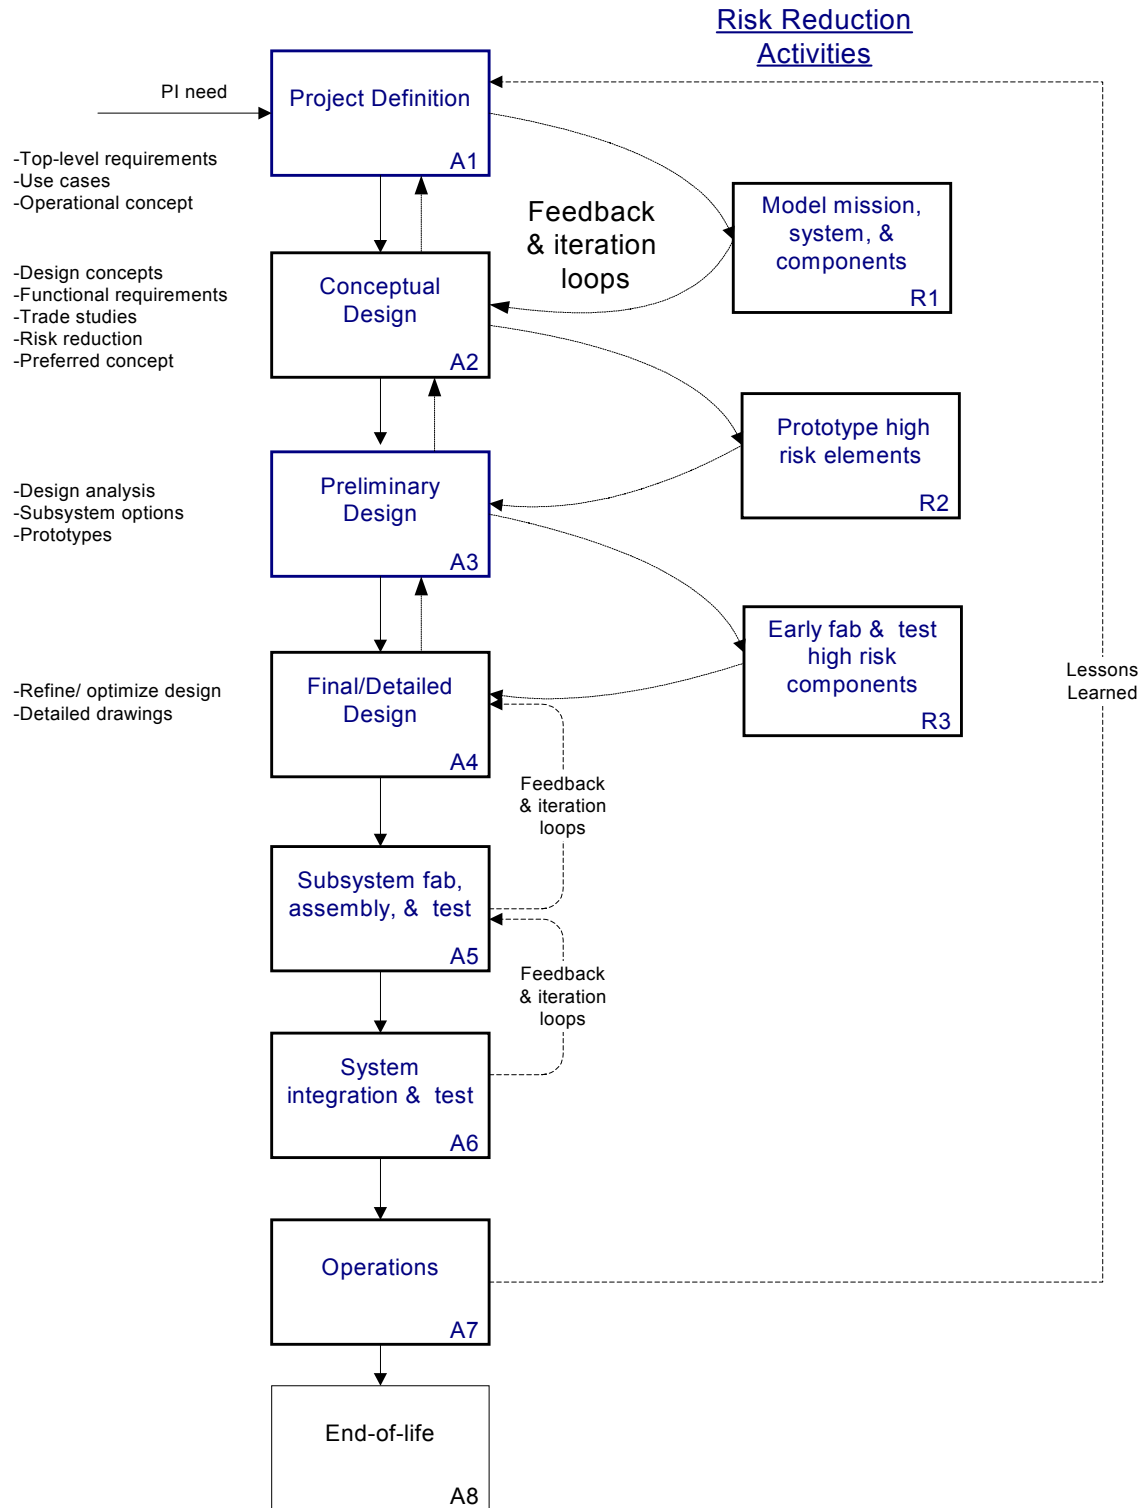 Risk Reduction
Activities
PI need
Project Definition
A1
-Top-level requirements
-Use cases
-Operational concept
Feedback
& iteration
loops
Model mission,
system, &
components
R1
-Design concepts
-Functional requirements
-Trade studies
-Risk reduction
-Preferred concept
Conceptual
Design
A2
Prototype high
risk elements
R2
-Design analysis
-Subsystem options
-Prototypes
Preliminary
Design
A3
Early fab & test
high risk
components
R3
Lessons
Learned
-Refine/ optimize design
-Detailed drawings
Final/Detailed
Design
A4
Feedback
& iteration
loops
Subsystem fab,
assembly, & test
A5
Feedback
& iteration
loops
System
integration & test
A6
Operations
A7
End-of-life
A8